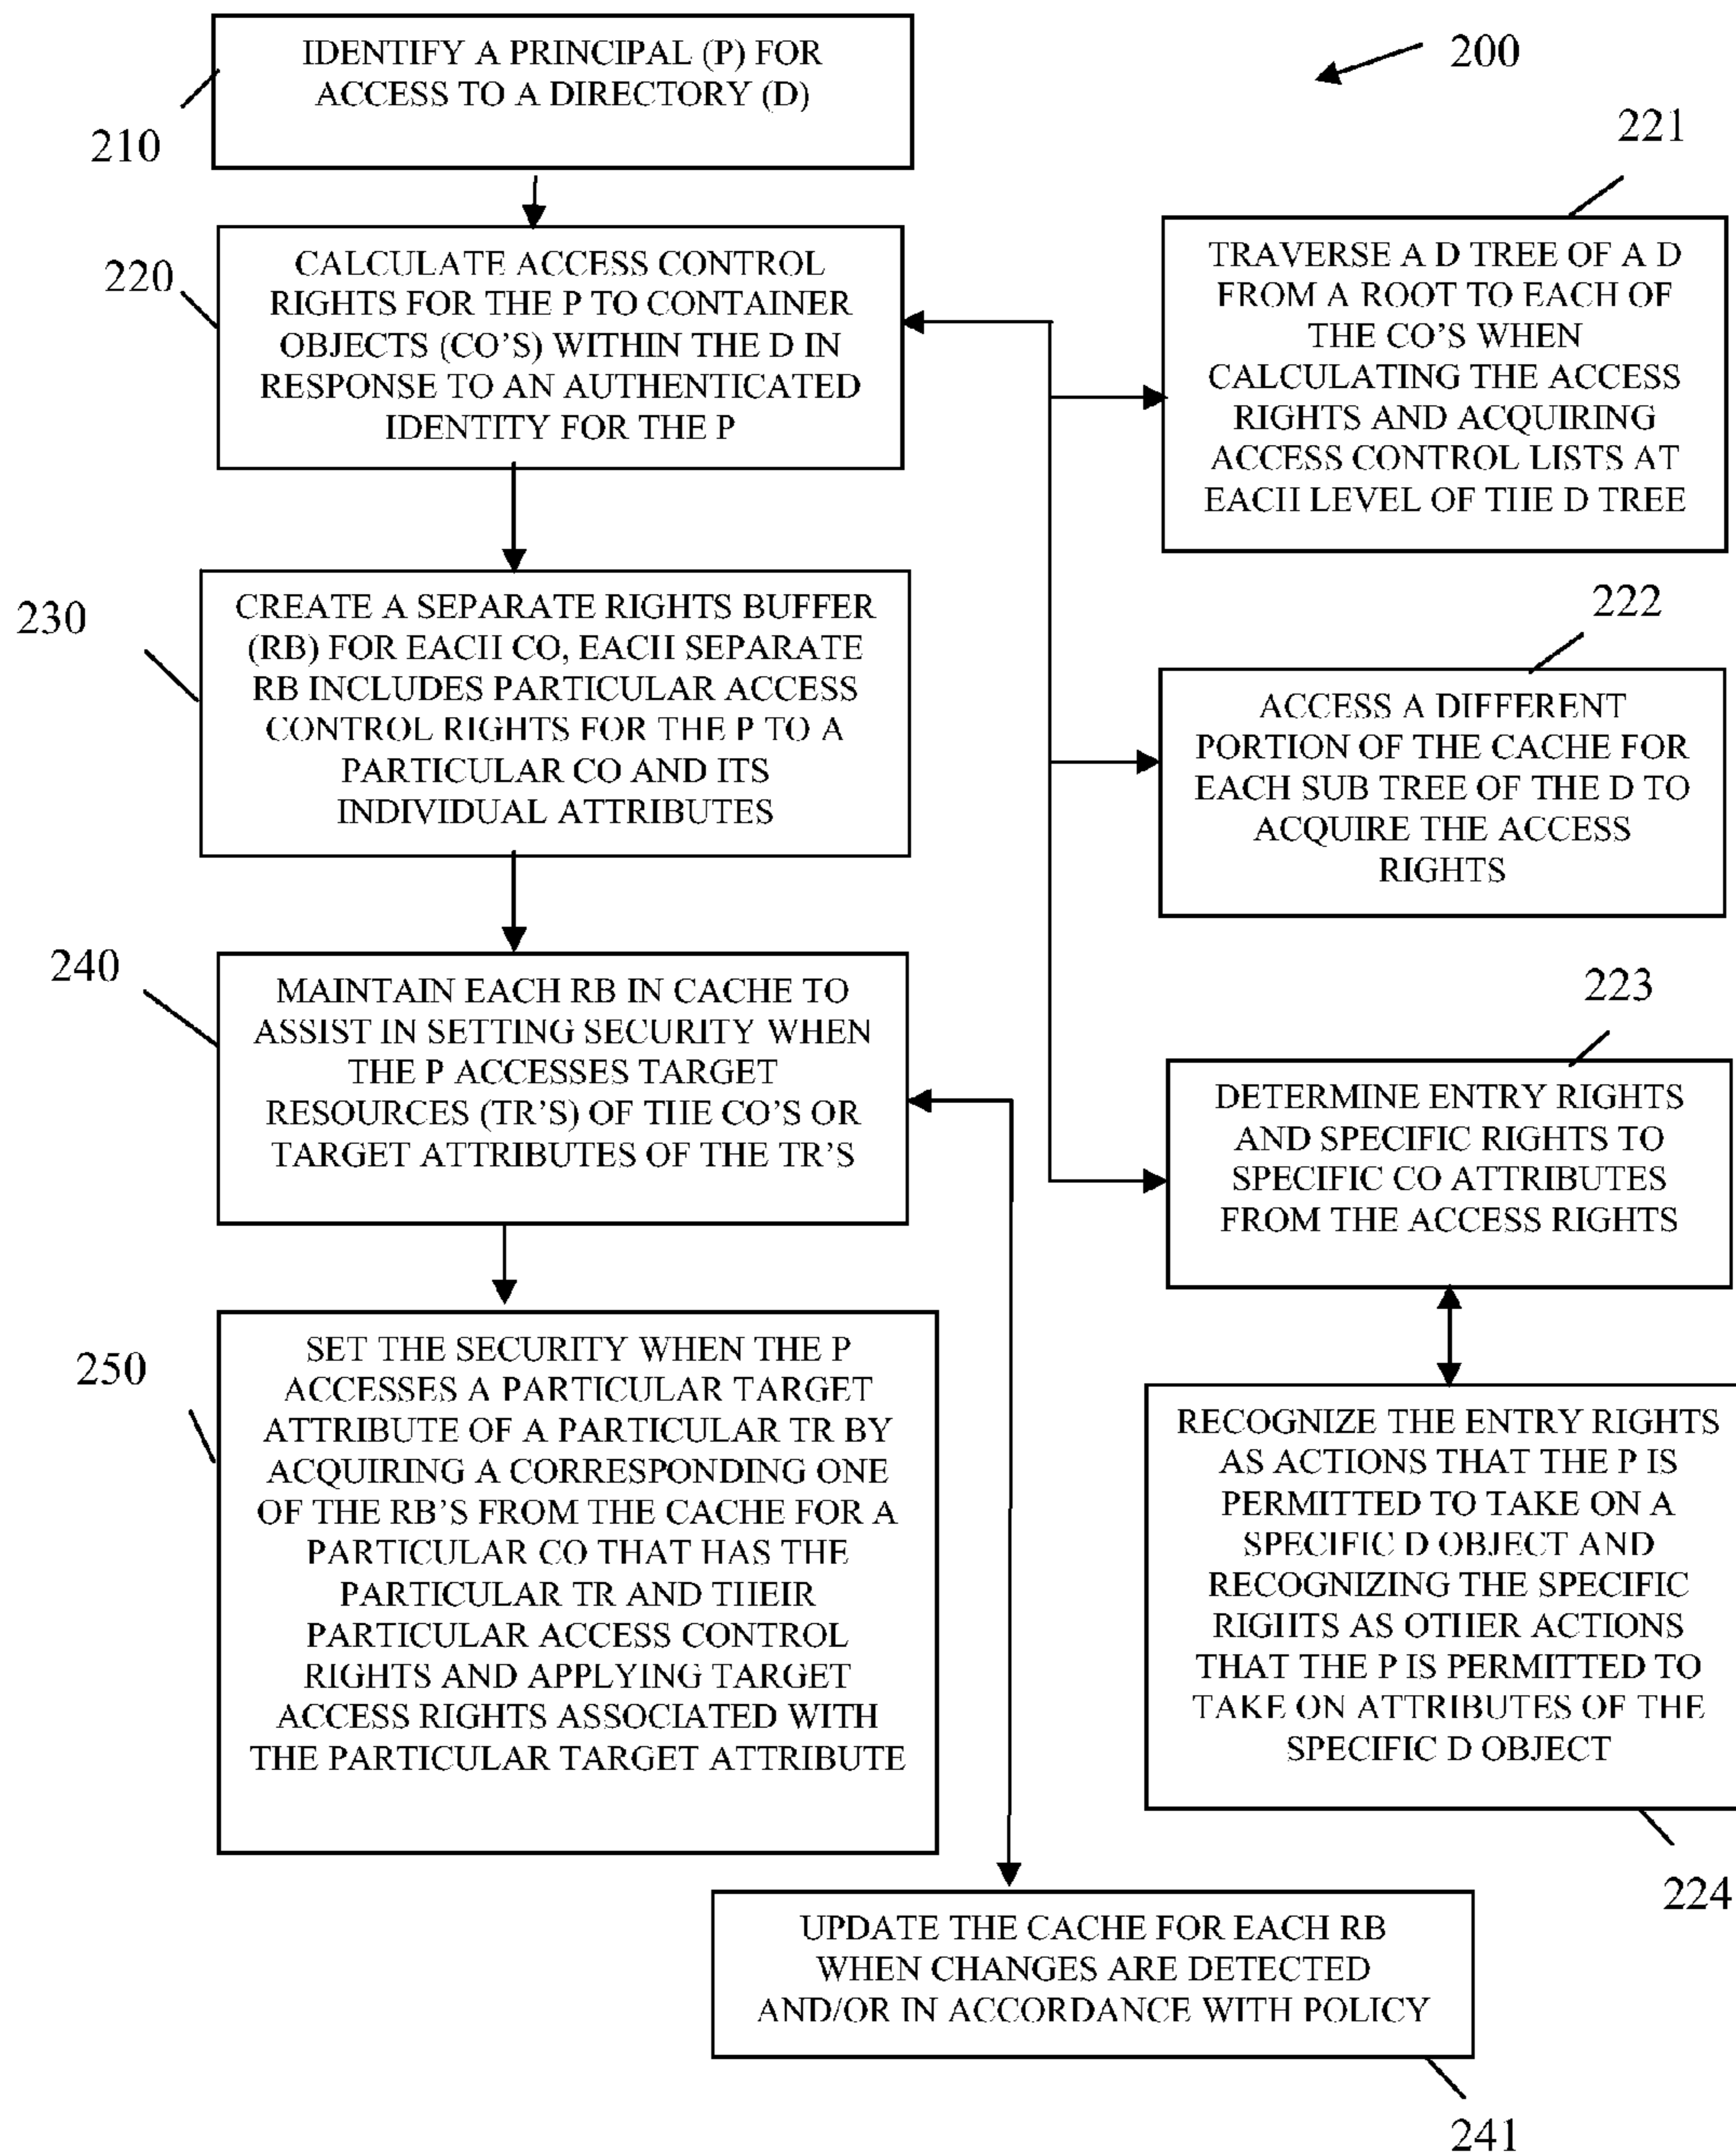 IDENTIFY A PRINCIPAL (P) FOR
ACCESS TO A DIRECTORY (D)
210
200
CALCULATE ACCESS CONTROL
RIGHTS FOR THE P TO CONTAINER
OBJECTS (CO'S) WITHIN THE D IN
RESPONSE TO AN AUTHENTICATED
IDENTITY FOR THE P
220
221
TRAVERSE A D TREE OF A D
FROM A ROOT TO EACH OF
THE CO'S WHEN
CALCULATING THE ACCESS
RIGHTS AND ACQUIRING
ACCESS CONTROL LISTS AT
EACH LEVEL OF THE D TREE
230
CREATE A SEPARATE RIGHTS BUFFER
(RB) FOR EACH CO, EACH SEPARATE
RB INCLUDES PARTICULAR ACCESS
CONTROL RIGHTS FOR THE P TO A
PARTICULAR CO AND ITS
INDIVIDUAL ATTRIBUTES
222
ACCESS A DIFFERENT
PORTION OF THE CACHE FOR
EACH SUB TREE OF THE D TO
ACQUIRE THE ACCESS
RIGHTS
240
MAINTAIN EACH RB IN CACHE TO
ASSIST IN SETTING SECURITY WHEN
THE P ACCESSES TARGET
RESOURCES (TR'S) OF THE CO'S OR
TARGET ATTRIBUTES OF THE TR'S
223
DETERMINE ENTRY RIGHTS
AND SPECIFIC RIGHTS TO
SPECIFIC CO ATTRIBUTES
FROM THE ACCESS RIGHTS
250
SET THE SECURITY WHEN THE P
ACCESSES A PARTICULAR TARGET
ATTRIBUTE OF A PARTICULAR TR BY
ACQUIRING A CORRESPONDING ONE
OF THE RB'S FROM THE CACHE FOR A
PARTICULAR CO THAT HAS THE
PARTICULAR TR AND THEIR
PARTICULAR ACCESS CONTROL
RIGHTS AND APPLYING TARGET
ACCESS RIGHTS ASSOCIATED WITH
THE PARTICULAR TARGET ATTRIBUTE
RECOGNIZE THE ENTRY RIGHTS
AS ACTIONS THAT THE P IS
PERMITTED TO TAKE ON A
SPECIFIC D OBJECT AND
RECOGNIZING THE SPECIFIC
RIGHTS AS OTHER ACTIONS
THAT THE P IS PERMITTED TO
TAKE ON ATTRIBUTES OF THE
SPECIFIC D OBJECT
224
UPDATE THE CACHE FOR EACH RB
WHEN CHANGES ARE DETECTED
AND/OR IN ACCORDANCE WITH POLICY
241